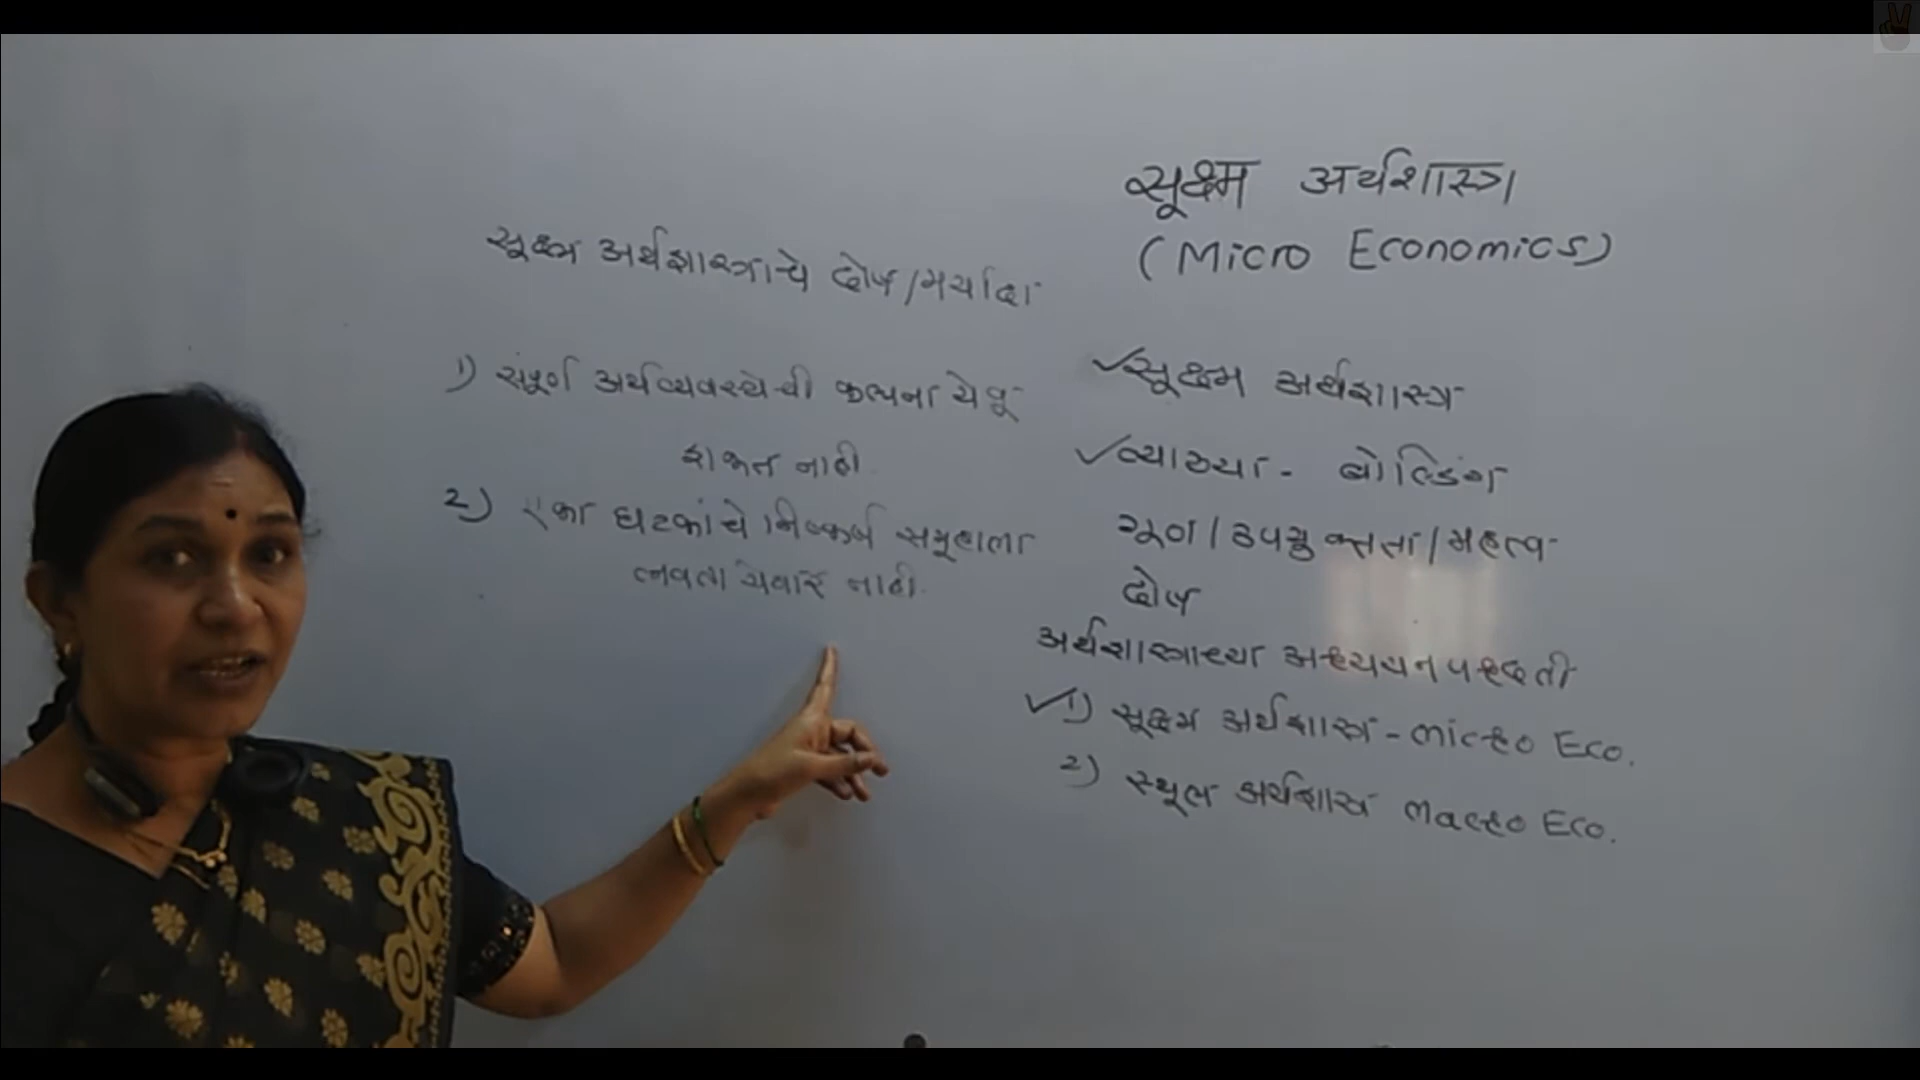 सूक्ष्म अर्थशास्त्र
(Micro Economics)
सूक्ष्म अर्थशास्त्राचे दोष/मर्यादा
1) संपूर्ण अर्थव्यवस्थेची कल्पना येवू
शकत नाही.
2) एका घटकांचे निष्कर्ष समूहाला
लावता येणार नाही.
✓सूक्ष्म अर्थशास्त्र
✓व्याख्या - बोल्डिंग
गूण/उपयुक्तता/महत्व
दोष
अर्थशास्त्राच्या अध्ययन पध्दती
✓1) सूक्ष्म अर्थशास्त्र - Micro Eco.
2) स्थूल अर्थशास्त्र Macro Eco.